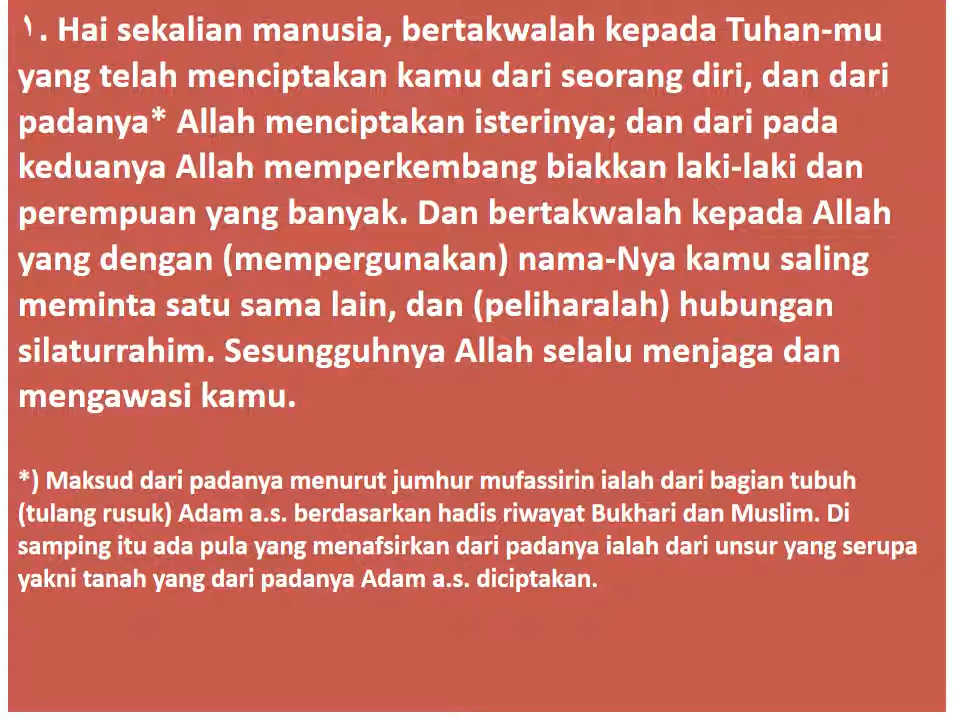 ١. Hai sekalian manusia, bertakwalah kepada Tuhan-mu
yang telah menciptakan kamu dari seorang diri, dan dari
padanya* Allah menciptakan isterinya; dan dari pada
keduanya Allah memperkembang biakkan laki-laki dan
perempuan yang banyak. Dan bertakwalah kepada Allah
yang dengan (mempergunakan) nama-Nya kamu saling
meminta satu sama lain, dan (peliharalah) hubungan
silaturrahim. Sesungguhnya Allah selalu menjaga dan
mengawasi kamu.
*) Maksud dari padanya menurut jumhur mufassirin ialah dari bagian tubuh
(tulang rusuk) Adam a.s. berdasarkan hadis riwayat Bukhari dan Muslim. Di
samping itu ada pula yang menafsirkan dari padanya ialah dari unsur yang serupa
yakni tanah yang dari padanya Adam a.s. diciptakan.